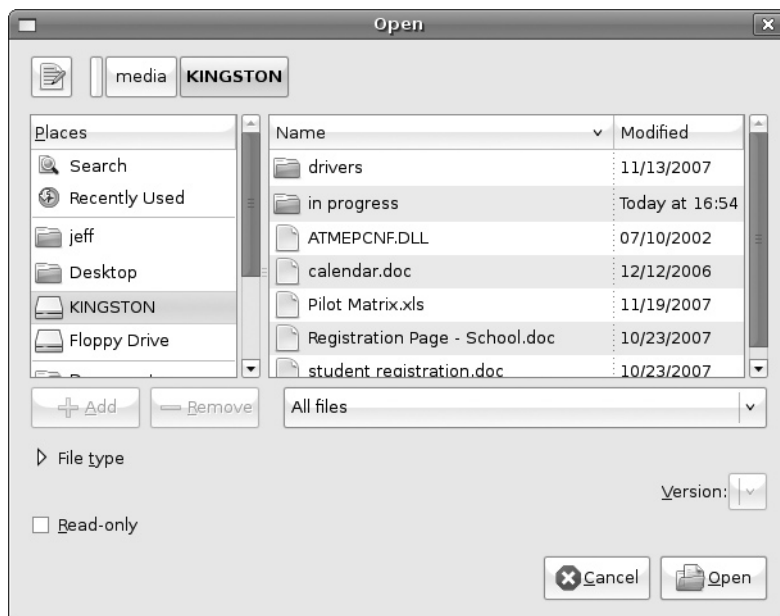 Open
media KINGSTON
Places
Search
Recently Used
jeff
Desktop
KINGSTON
Floppy Drive
Name Modified
drivers 11/13/2007
in progress Today at 16:54
ATMEPCNF.DLL 07/10/2002
calendar.doc 12/12/2006
Pilot Matrix.xls 11/19/2007
Registration Page - School.doc 10/23/2007
student registration.doc 10/23/2007
Add Remove All files
File type
Version:
Read-only
Cancel Open